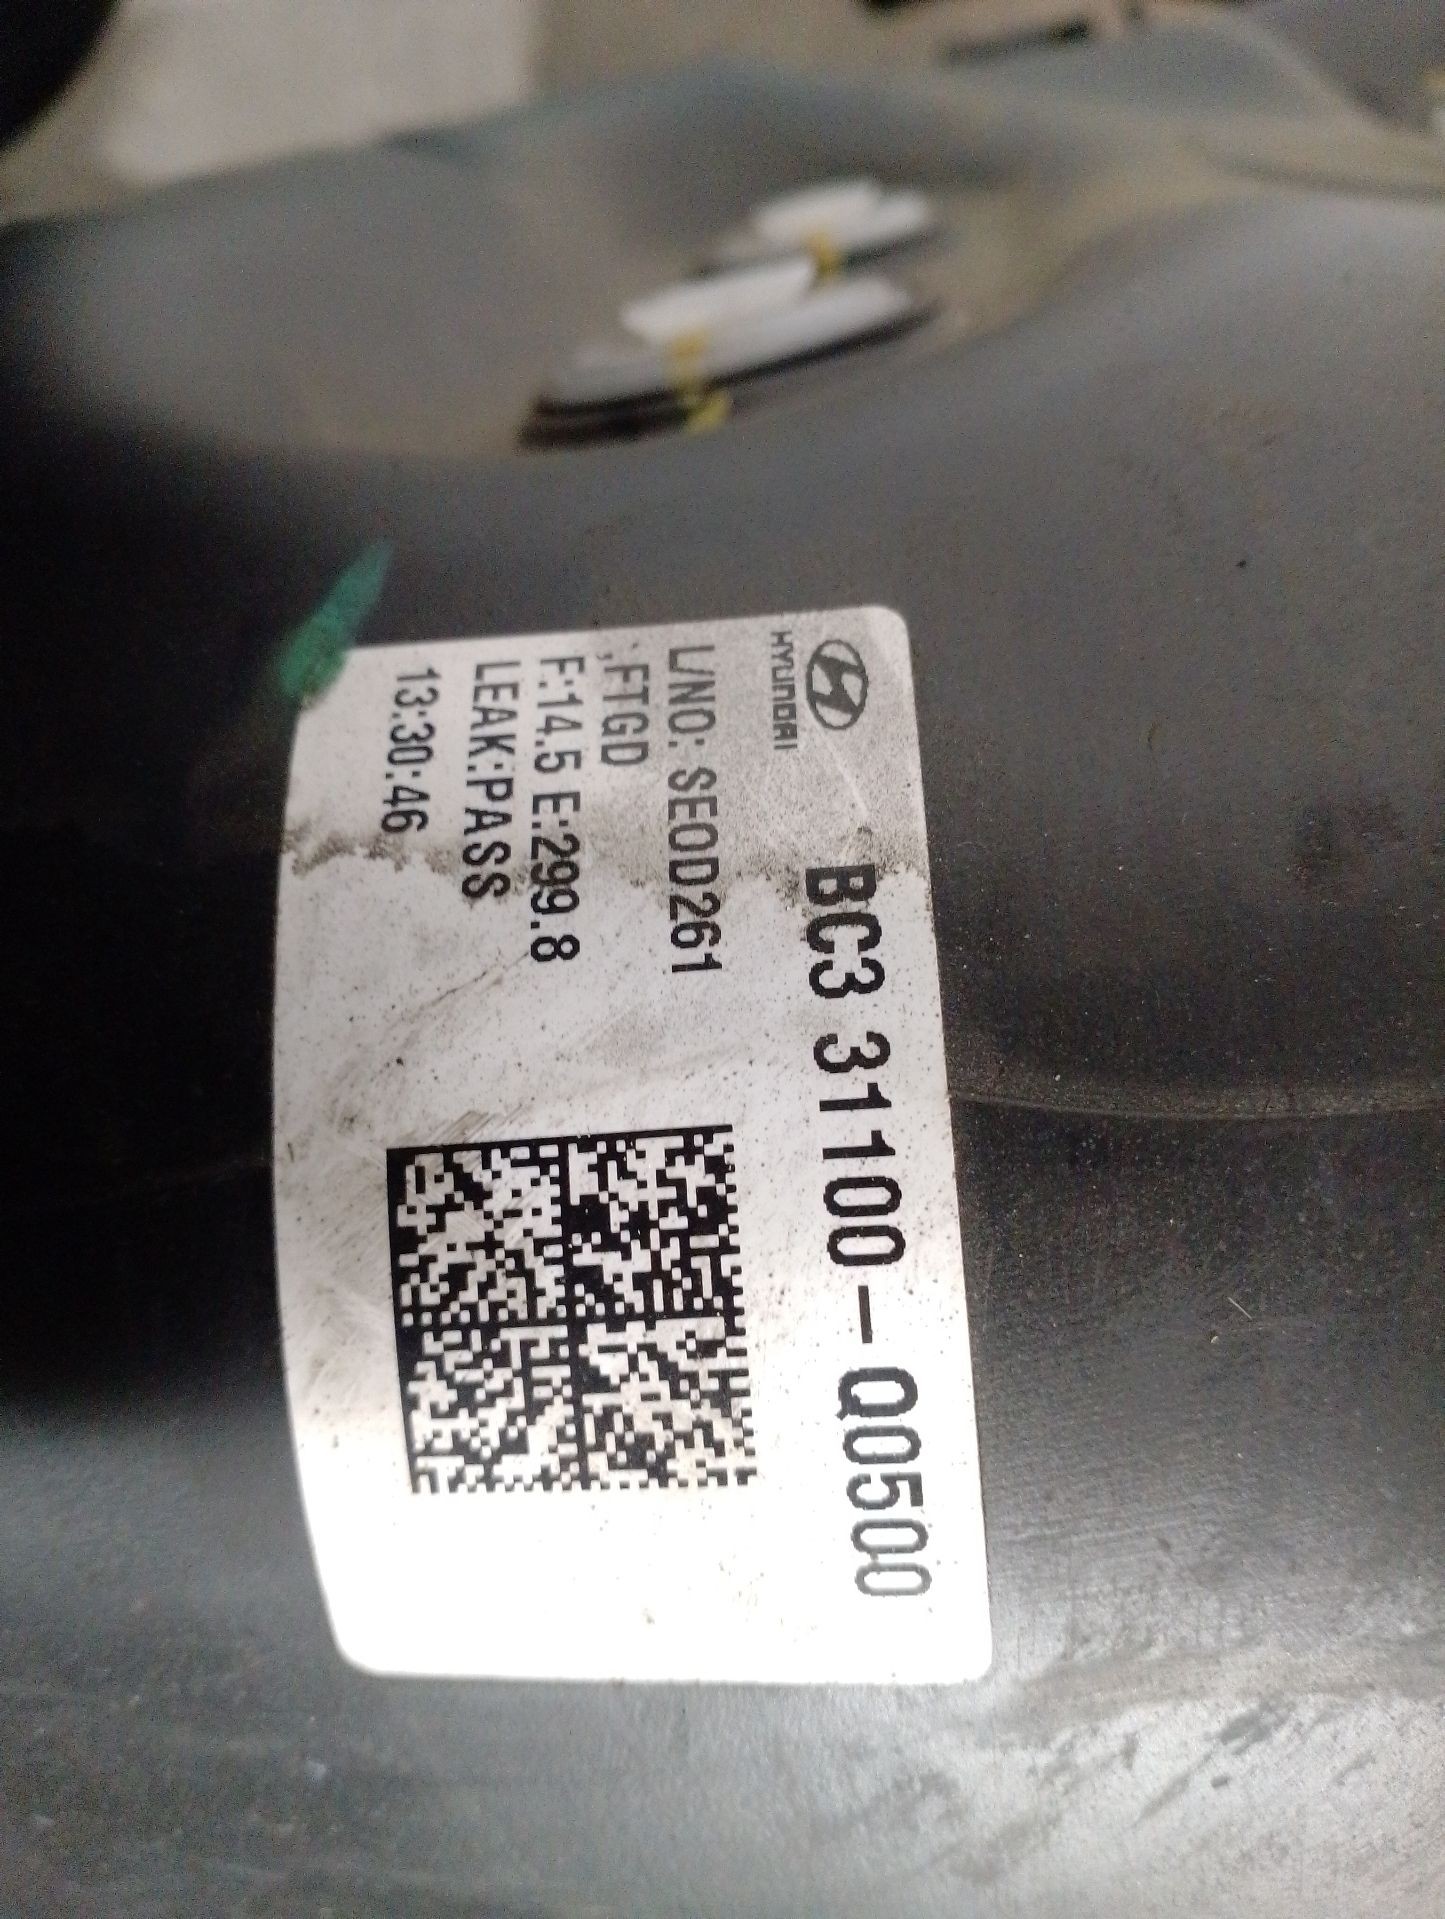 HYUNDAI
BC3 31100-Q0500
L/NO: SEOD261
;FTGD
F:14.5 E:299.8
LEAK:PASS
13:30:46